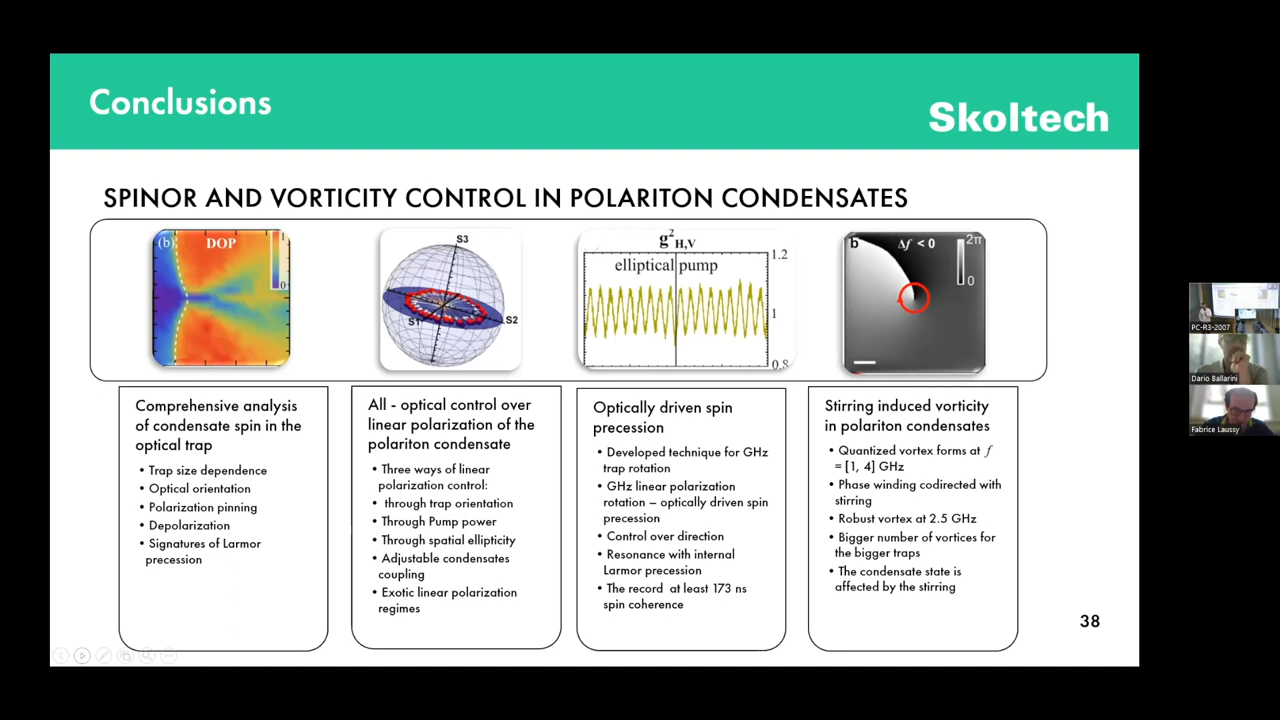 Conclusions
Skoltech
SPINOR AND VORTICITY CONTROL IN POLARITON CONDENSATES
(b)
DOP
1
0
S3
S1
S2
g²H,V
elliptical pump
1.2
1
0.8
b
Δf < 0
2π
0
Comprehensive analysis
of condensate spin in the
optical trap
• Trap size dependence
• Optical orientation
• Polarization pinning
• Depolarization
• Signatures of Larmor
precession
All - optical control over
linear polarization of the
polariton condensate
• Three ways of linear
polarization control:
• through trap orientation
• Through Pump power
• Through spatial ellipticity
• Adjustable condensates
coupling
• Exotic linear polarization
regimes
Optically driven spin
precession
• Developed technique for GHz
trap rotation
• GHz linear polarization
rotation – optically driven spin
precession
• Control over direction
• Resonance with internal
Larmor precession
• The record at least 173 ns
spin coherence
Stirring induced vorticity
in polariton condensates
• Quantized vortex forms at f
= [1, 4] GHz
• Phase winding codirected with
stirring
• Robust vortex at 2.5 GHz
• Bigger number of vortices for
the bigger traps
• The condensate state is
affected by the stirring
38
PC-R3-2007
Dario Ballarini
Fabrice Laussy